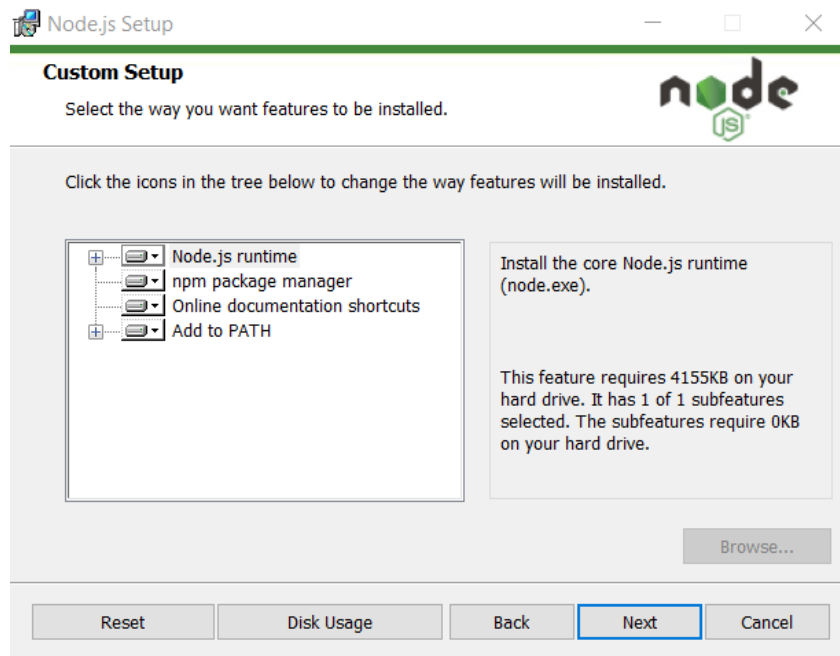 Node.js Setup
Custom Setup
Select the way you want features to be installed.
node
JS
Click the icons in the tree below to change the way features will be installed.
Node.js runtime
npm package manager
Online documentation shortcuts
Add to PATH
Install the core Node.js runtime
(node.exe).
This feature requires 4155KB on your
hard drive. It has 1 of 1 subfeatures
selected. The subfeatures require 0KB
on your hard drive.
Browse...
Reset
Disk Usage
Back
Next
Cancel